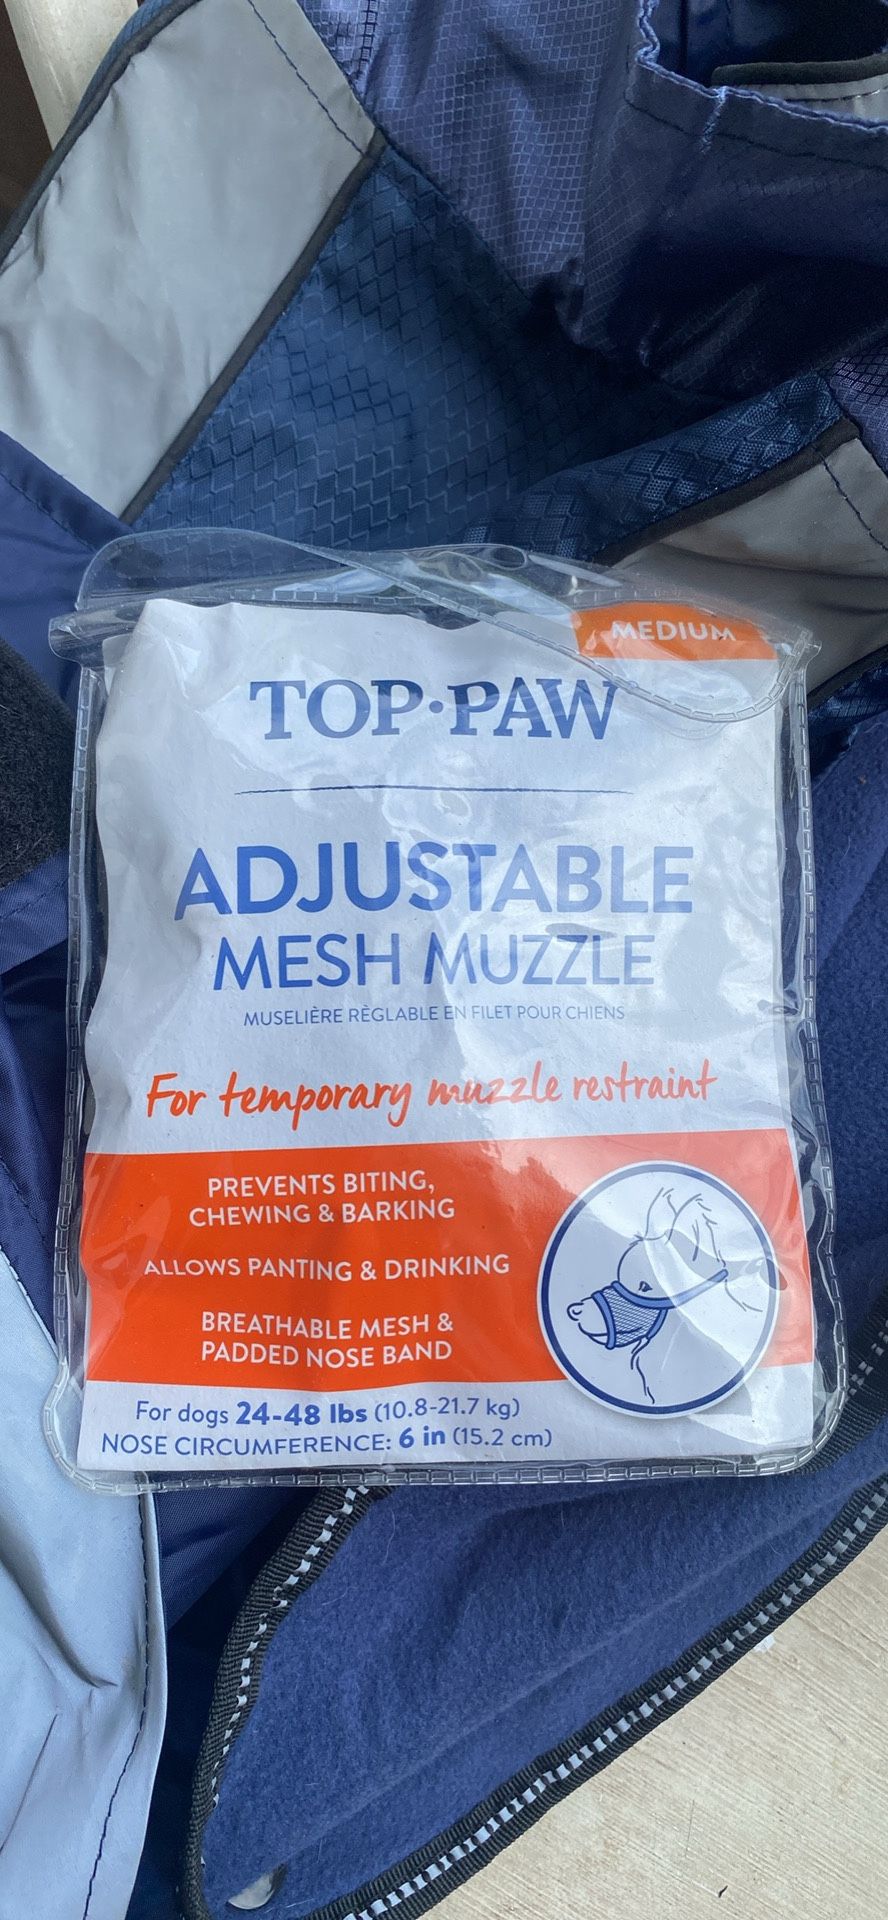 MEDIUM
TOP·PAW
ADJUSTABLE
MESH MUZZLE
MUSELIÈRE RÈGLABLE EN FILET POUR CHIENS
For temporary muzzle restraint
PREVENTS BITING,
CHEWING & BARKING
ALLOWS PANTING & DRINKING
BREATHABLE MESH &
PADDED NOSE BAND
For dogs 24-48 lbs (10.8-21.7 kg)
NOSE CIRCUMFERENCE: 6 in (15.2 cm)